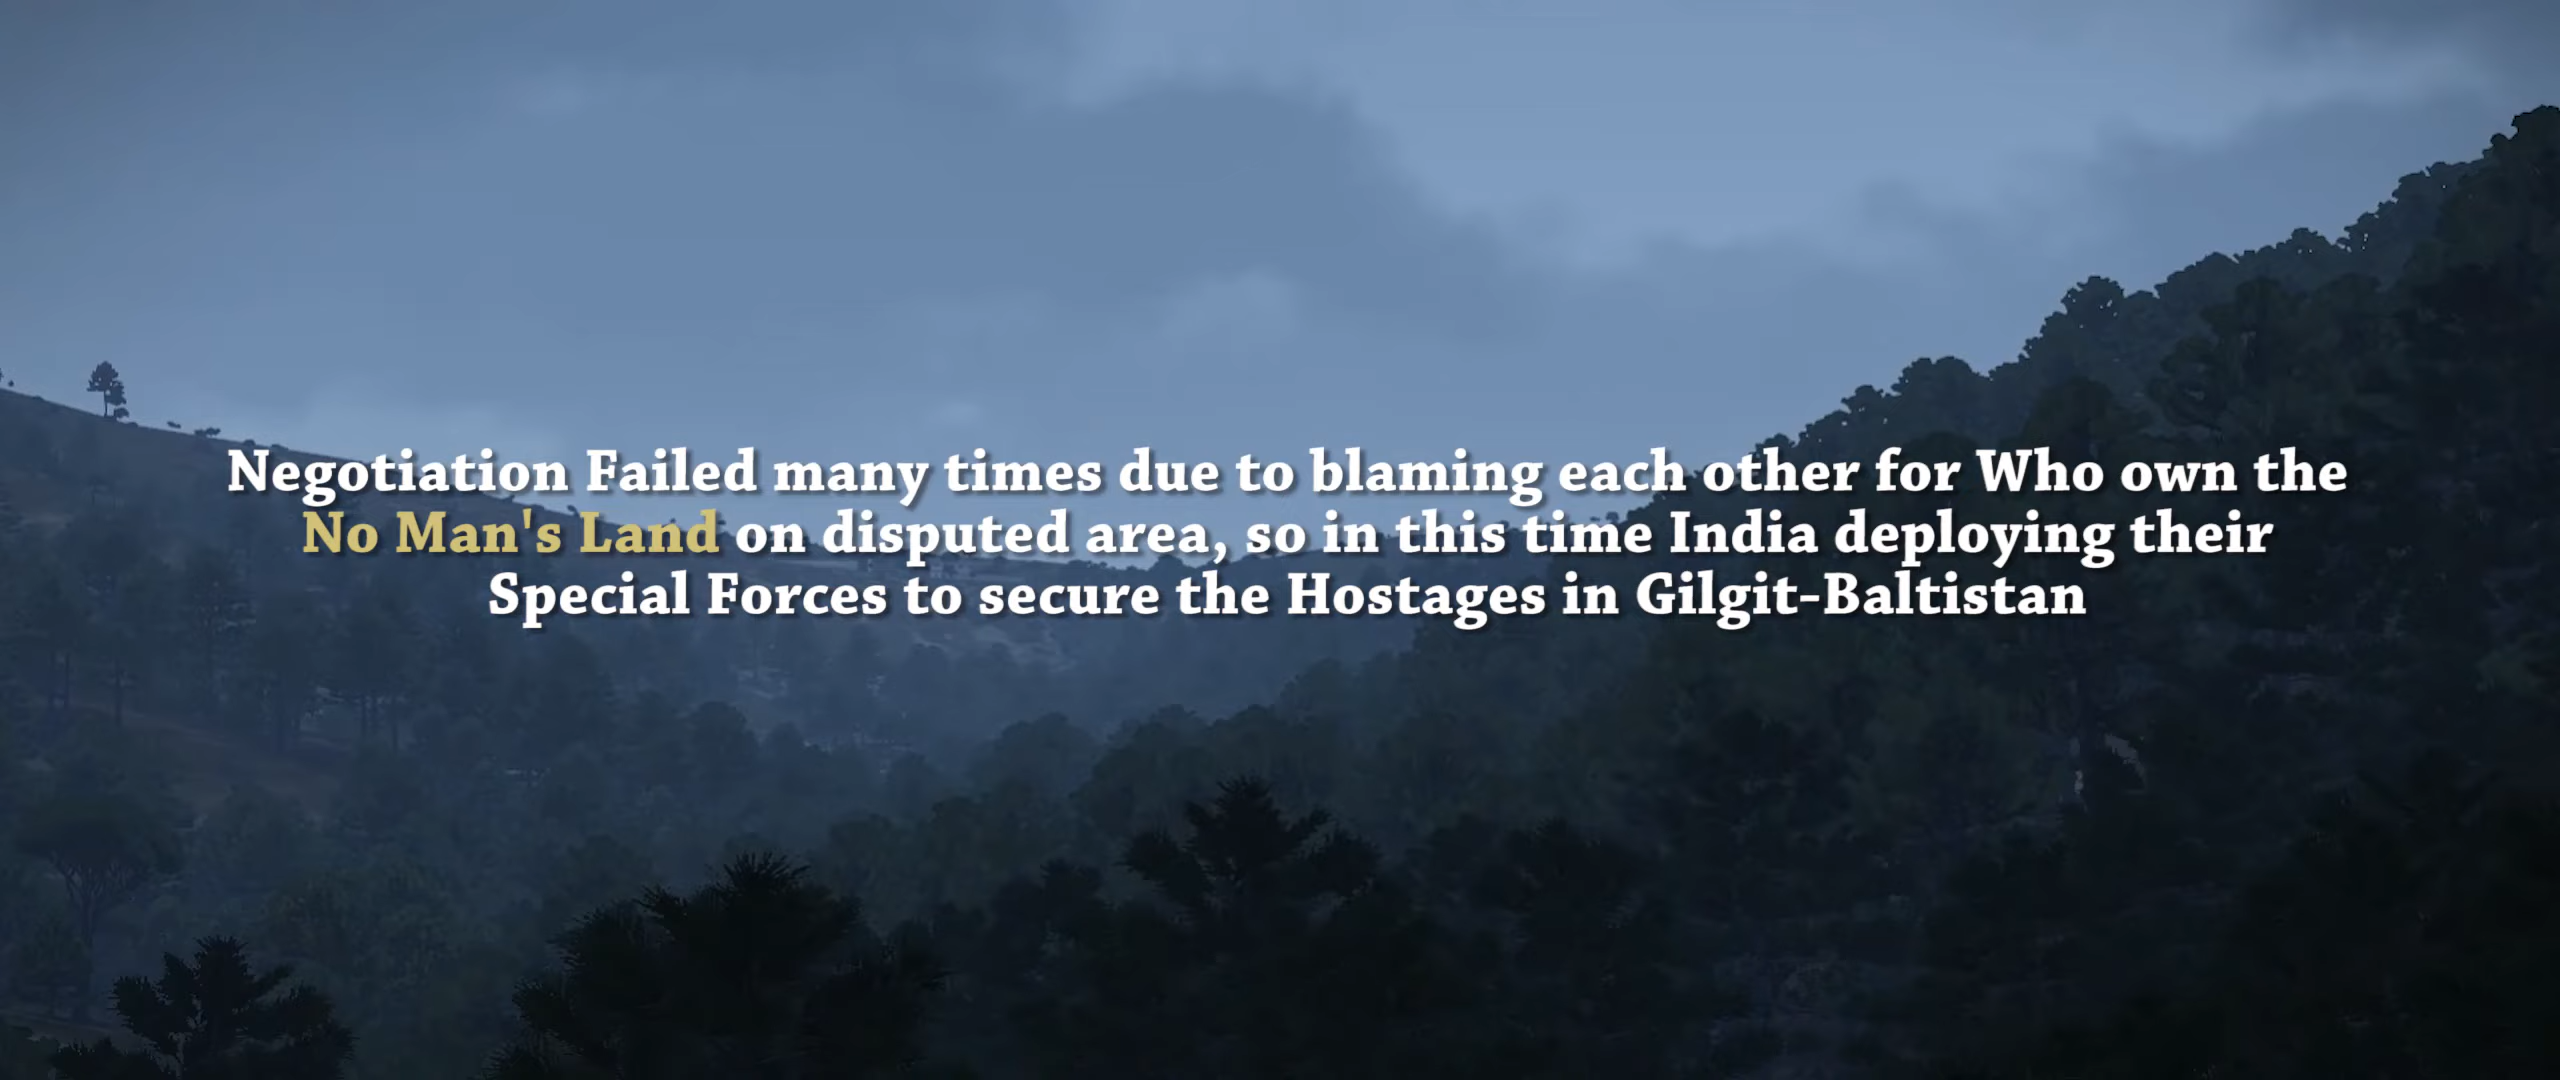 Negotiation Failed many times due to blaming each other for Who own the
No Man's Land on disputed area, so in this time India deploying their
Special Forces to secure the Hostages in Gilgit-Baltistan